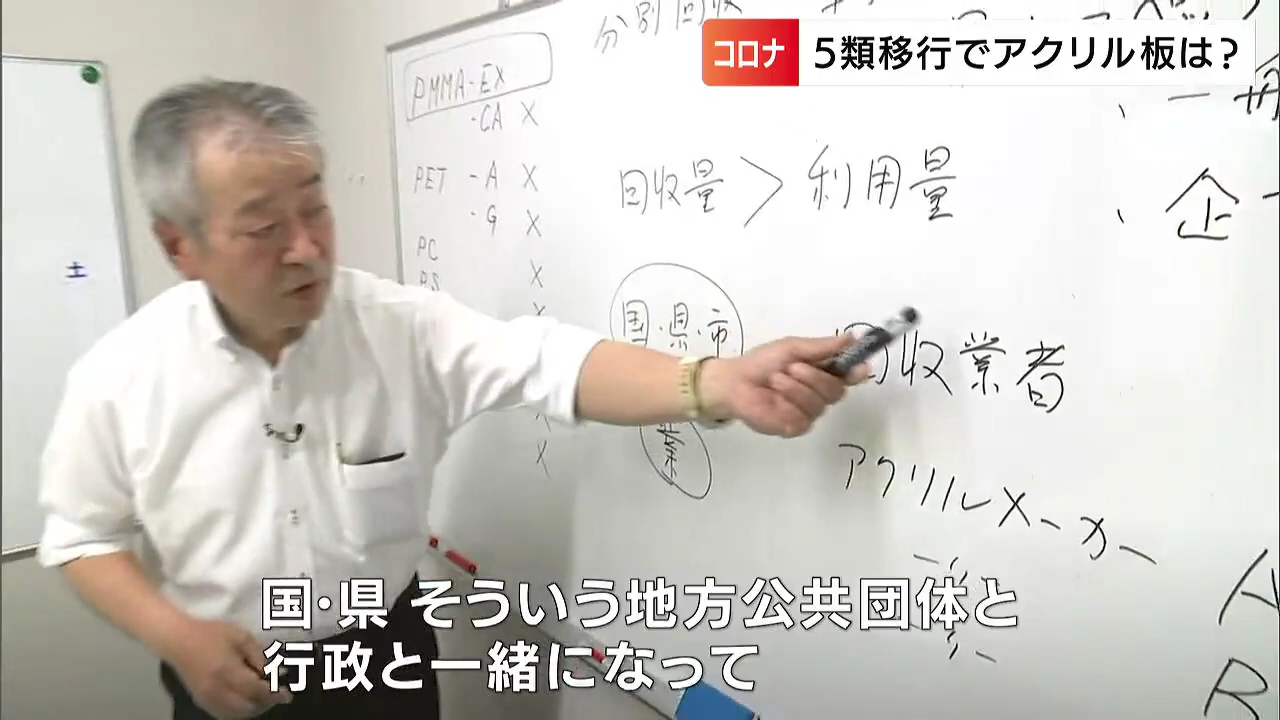 コロナ
5類移行でアクリル板は?
分別回収
PMMA-EX
-CA X
PET -A X
-G X
PC
PS X
X
X
土
回収量>利用量
国・県・市
業
回収業者
アクリルメーカー
、一再
、企
A
B
国・県 そういう地方公共団体と
行政と一緒になって